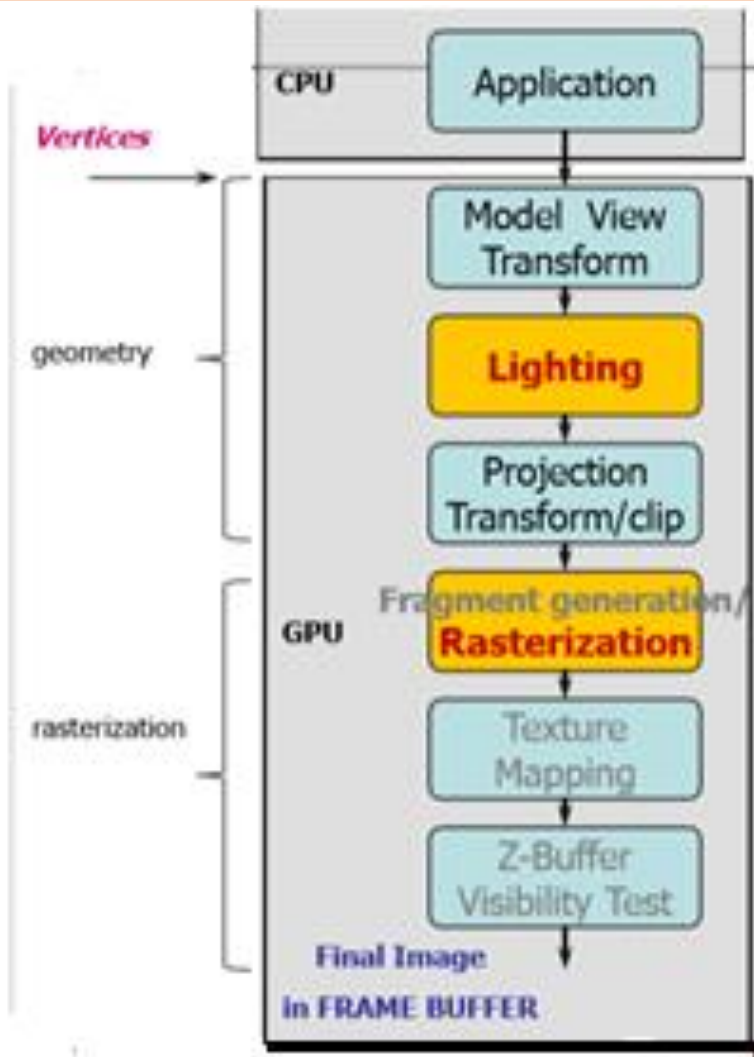 CPU
Application
Vertices
Model View
Transform
geometry
Lighting
Projection
Transform/clip
Fragment generation/
GPU
Rasterization
rasterization
Texture
Mapping
Z-Buffer
Visibility Test
Final Image
in FRAME BUFFER